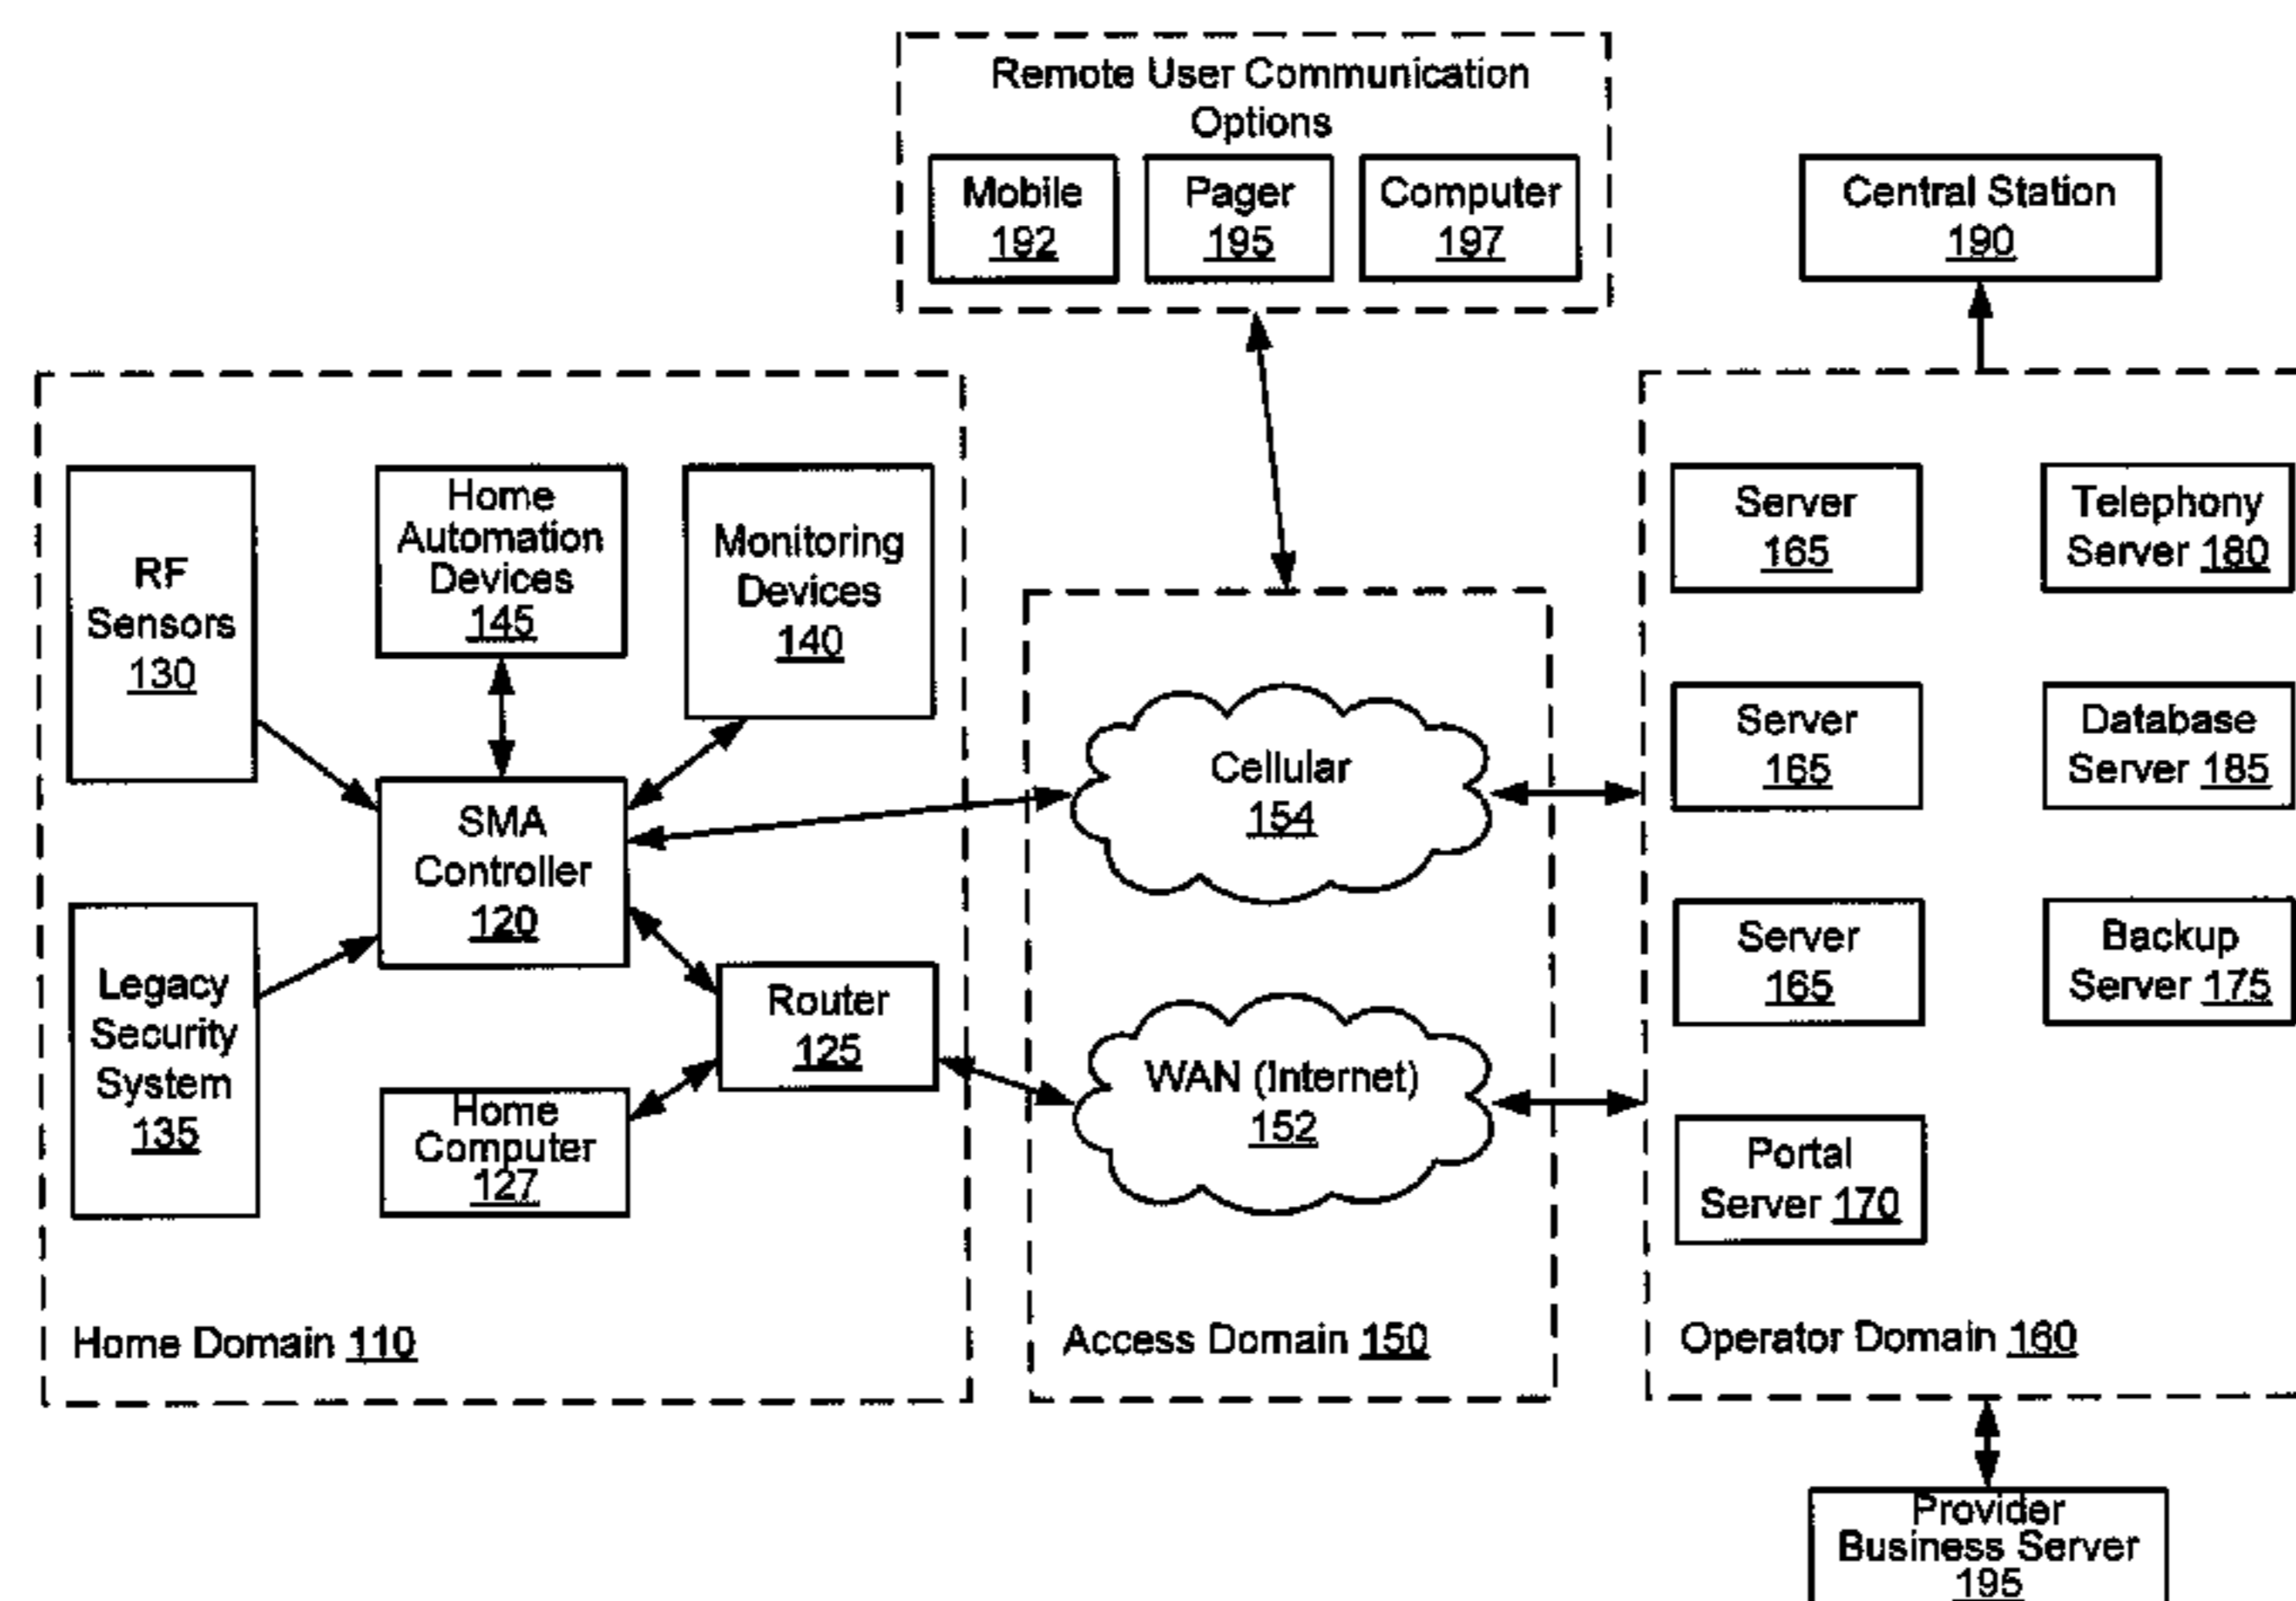 Remote User Communication
Options
Mobile
192
Pager
195
Computer
197
Central Station
190
RF
Sensors
130
Home
Automation
Devices
145
Monitoring
Devices
140
SMA
Controller
120
Legacy
Security
System
135
Router
125
Home
Computer
127
Home Domain 110
Cellular
154
WAN (Internet)
152
Access Domain 150
Server
165
Telephony
Server 180
Server
165
Database
Server 185
Server
165
Backup
Server 175
Portal
Server 170
Operator Domain 160
Provider
Business Server
195